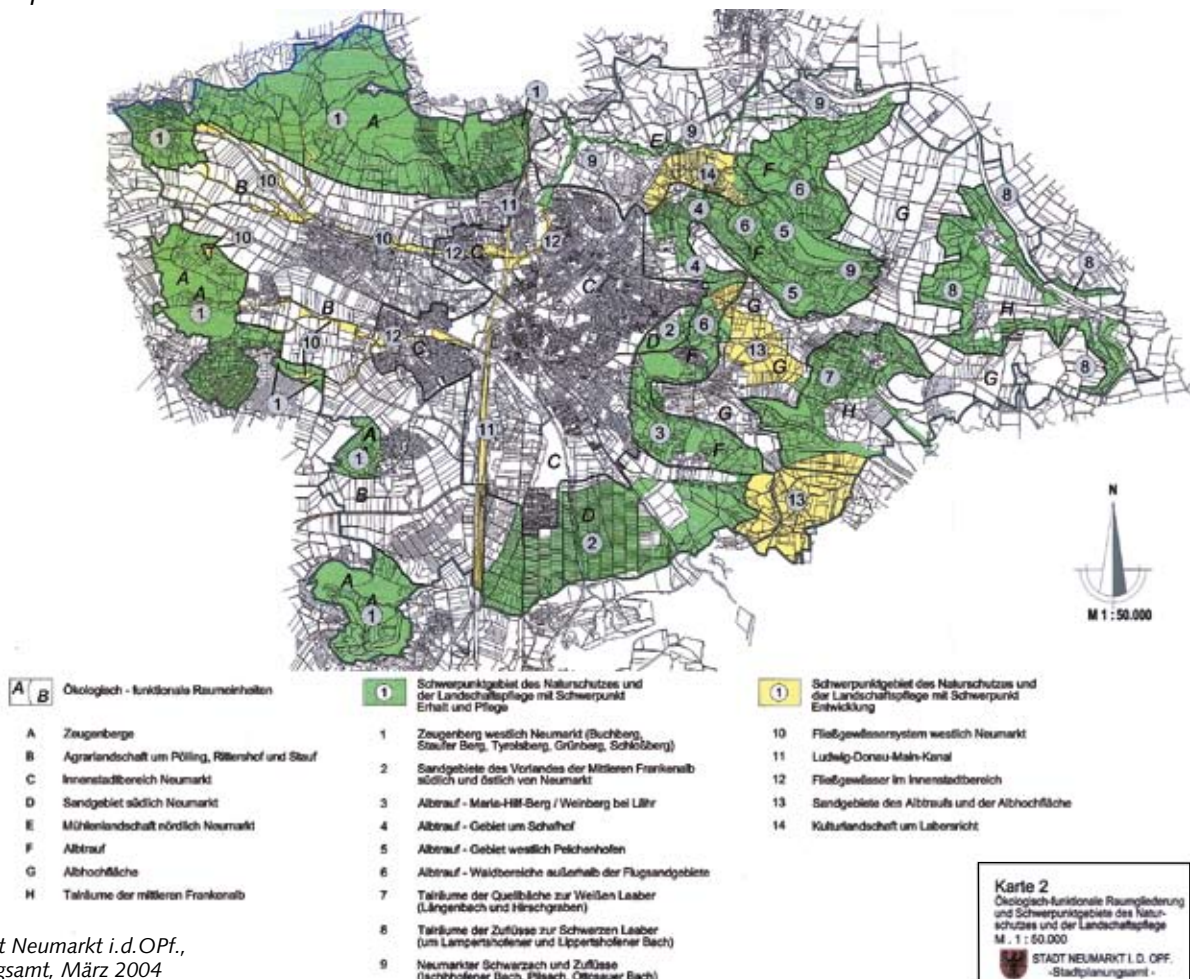 A B Ökologisch - funktionale Raumeinheiten
A Zeugenberge
B Agrarlandschaft um Pölling, Rittershof und Stauf
C Innenstadtbereich Neumarkt
D Sandgebiet südlich Neumarkt
E Mühlenlandschaft nördlich Neumarkt
F Albtrauf
G Albhochfläche
H Talräume der mittleren Frankenalb
1 Schwerpunktgebiet des Naturschutzes und
der Landschaftspflege mit Schwerpunkt
Erhalt und Pflege
1 Zeugenberg westlich Neumarkt (Buchberg,
Staufer Berg, Tyrolsberg, Grünberg, Schloßberg)
2 Sandgebiete des Vorlandes der Mittleren Frankenalb
südlich und östlich von Neumarkt
3 Albtrauf - Maria-Hilf-Berg / Weinberg bei Lähr
4 Albtrauf - Gebiet um Schafhof
5 Albtrauf - Gebiet westlich Pelchenhofen
6 Albtrauf - Waldbereiche außerhalb der Flugsandgebiete
7 Talräume der Quellbäche zur Weißen Laaber
(Längenbach und Hirschgraben)
8 Talräume der Zuflüsse zur Schwarzen Laaber
(um Lampertshofener und Lippertshofener Bach)
9 Neumarkter Schwarzach und Zuflüsse
1 Schwerpunktgebiet des Naturschutzes und
der Landschaftspflege mit Schwerpunkt
Entwicklung
10 Fließgewässersystem westlich Neumarkt
11 Ludwig-Donau-Main-Kanal
12 Fließgewässer im Innenstadtbereich
13 Sandgebiete des Albtraufs und der Albhochfläche
14 Kulturlandschaft um Labersricht
N
M 1 : 50.000
Karte 2
Ökologisch-funktionale Raumgliederung
und Schwerpunktgebiete des Natur-
schutzes und der Landschaftspflege
M . 1 : 50.000
STADT NEUMARKT I. D. OPF.
-Stadtplanungsamt -
t Neumarkt i.d.OPf.,
gsamt, März 2004